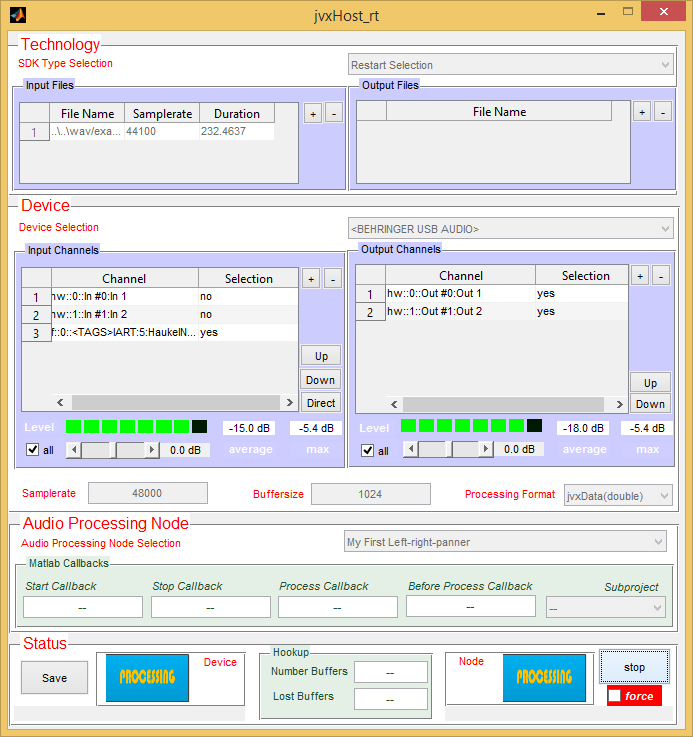 jvxHost_rt
Technology
SDK Type Selection
Restart Selection
Input Files
Output Files
File Name Samplerate Duration
1 ..\..\wav/exa... 44100 232.4637
+ -
File Name
+ -
Device
Device Selection
<BEHRINGER USB AUDIO>
Input Channels
Output Channels
Channel Selection
1 hw::0::In #0:In 1 no
2 hw::1::In #1:In 2 no
3 f::0::<TAGS>IART:5:HaukeIN... yes
+ -
Up
Down
Direct
Channel Selection
1 hw::0::Out #0:Out 1 yes
2 hw::1::Out #1:Out 2 yes
+ -
Up
Down
Level -15.0 dB -5.4 dB
all 0.0 dB average max
Level -18.0 dB -5.4 dB
all 0.0 dB average max
Samplerate 48000 Buffersize 1024 Processing Format jvxData(double)
Audio Processing Node
Audio Processing Node Selection
My First Left-right-panner
Matlab Callbacks
Start Callback Stop Callback Process Callback Before Process Callback Subproject
-- -- -- -- --
Status
Save
PROCESSING
Device
Hookup
Number Buffers --
Lost Buffers --
Node
PROCESSING
stop
force